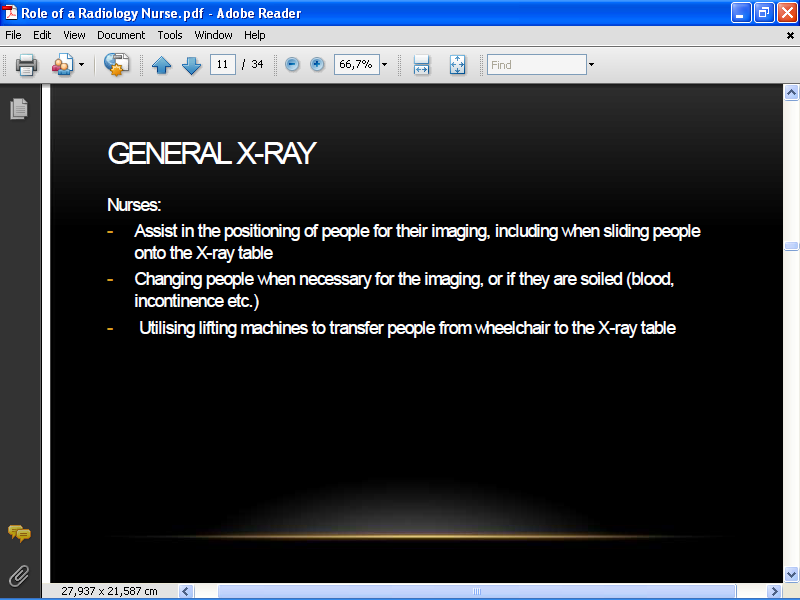 Role of a Radiology Nurse.pdf - Adobe Reader
File Edit View Document Tools Window Help
11 / 34 66,7% Find
GENERAL X-RAY
Nurses:
- Assist in the positioning of people for their imaging, including when sliding people
onto the X-ray table
- Changing people when necessary for the imaging, or if they are soiled (blood,
incontinence etc.)
- Utilising lifting machines to transfer people from wheelchair to the X-ray table
27,937 x 21,587 cm